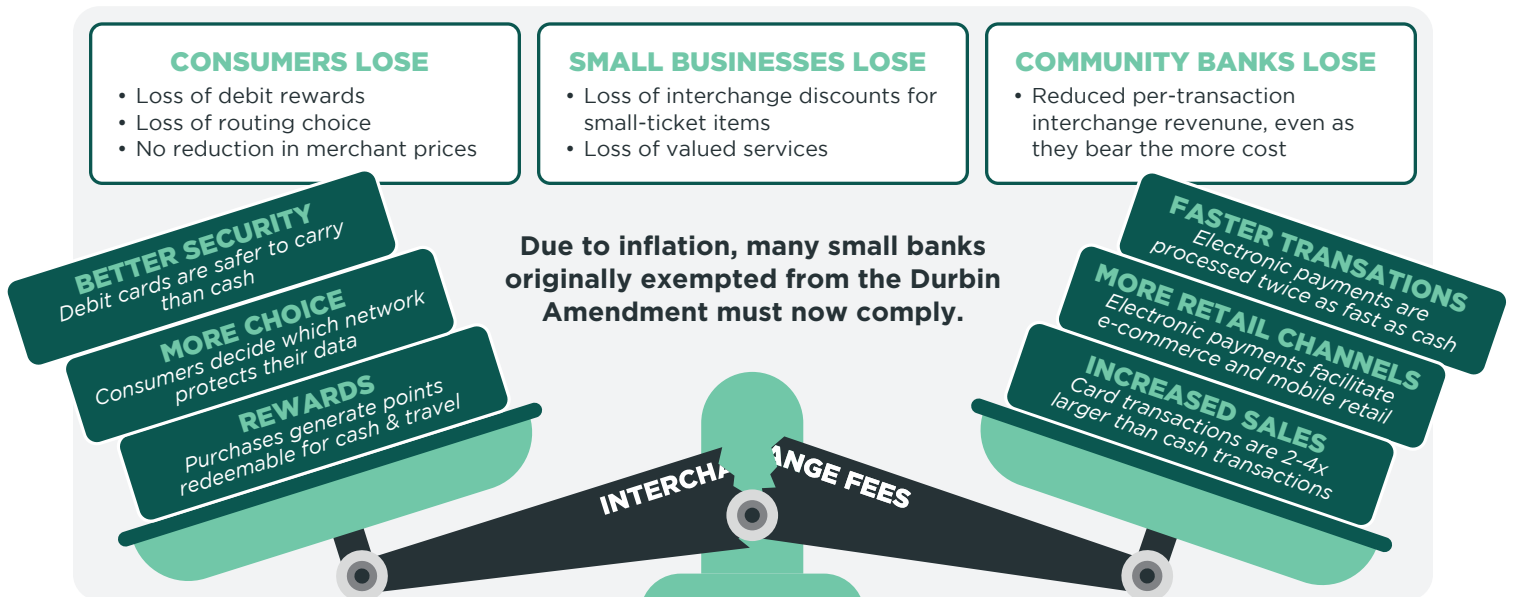 CONSUMERS LOSE
• Loss of debit rewards
• Loss of routing choice
• No reduction in merchant prices
SMALL BUSINESSES LOSE
• Loss of interchange discounts for
small-ticket items
• Loss of valued services
COMMUNITY BANKS LOSE
• Reduced per-transaction
interchange revenune, even as
they bear the more cost
BETTER SECURITY
Debit cards are safer to carry
than cash
MORE CHOICE
Consumers decide which network
protects their data
REWARDS
Purchases generate points
redeemable for cash & travel
Due to inflation, many small banks
originally exempted from the Durbin
Amendment must now comply.
FASTER TRANSATIONS
Electronic payments are
processed twice as fast as cash
MORE RETAIL CHANNELS
Electronic payments facilitate
e-commerce and mobile retail
INCREASED SALES
Card transactions are 2-4x
larger than cash transactions
INTERCHANGE FEES